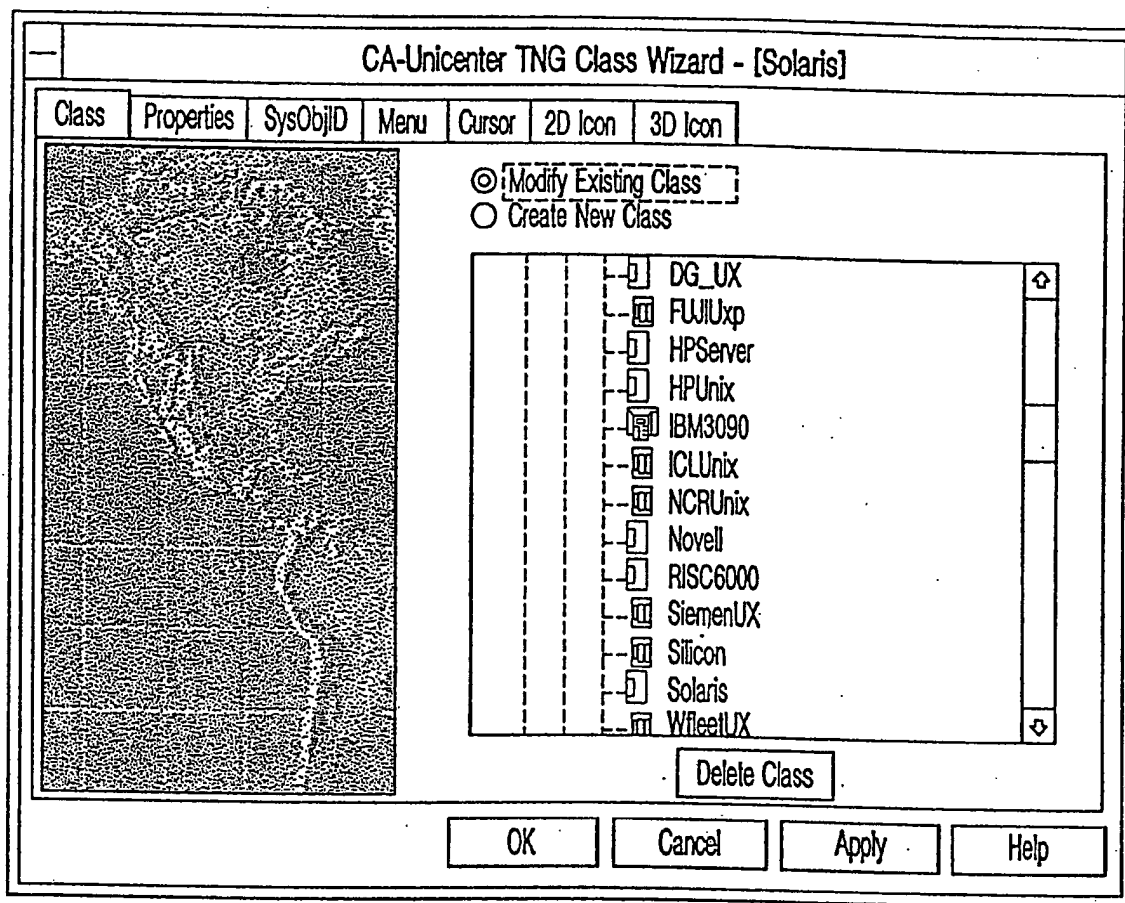 CA-Unicenter TNG Class Wizard - [Solaris]
Class Properties SysObjID Menu Cursor 2D Icon 3D Icon
Modify Existing Class
Create New Class
DG_UX
FUJIUxp
HPServer
HPUnix
IBM3090
ICLUnix
NCRUnix
Novell
RISC6000
SiemenUX
Silicon
Solaris
WfleetUX
Delete Class
OK Cancel Apply Help